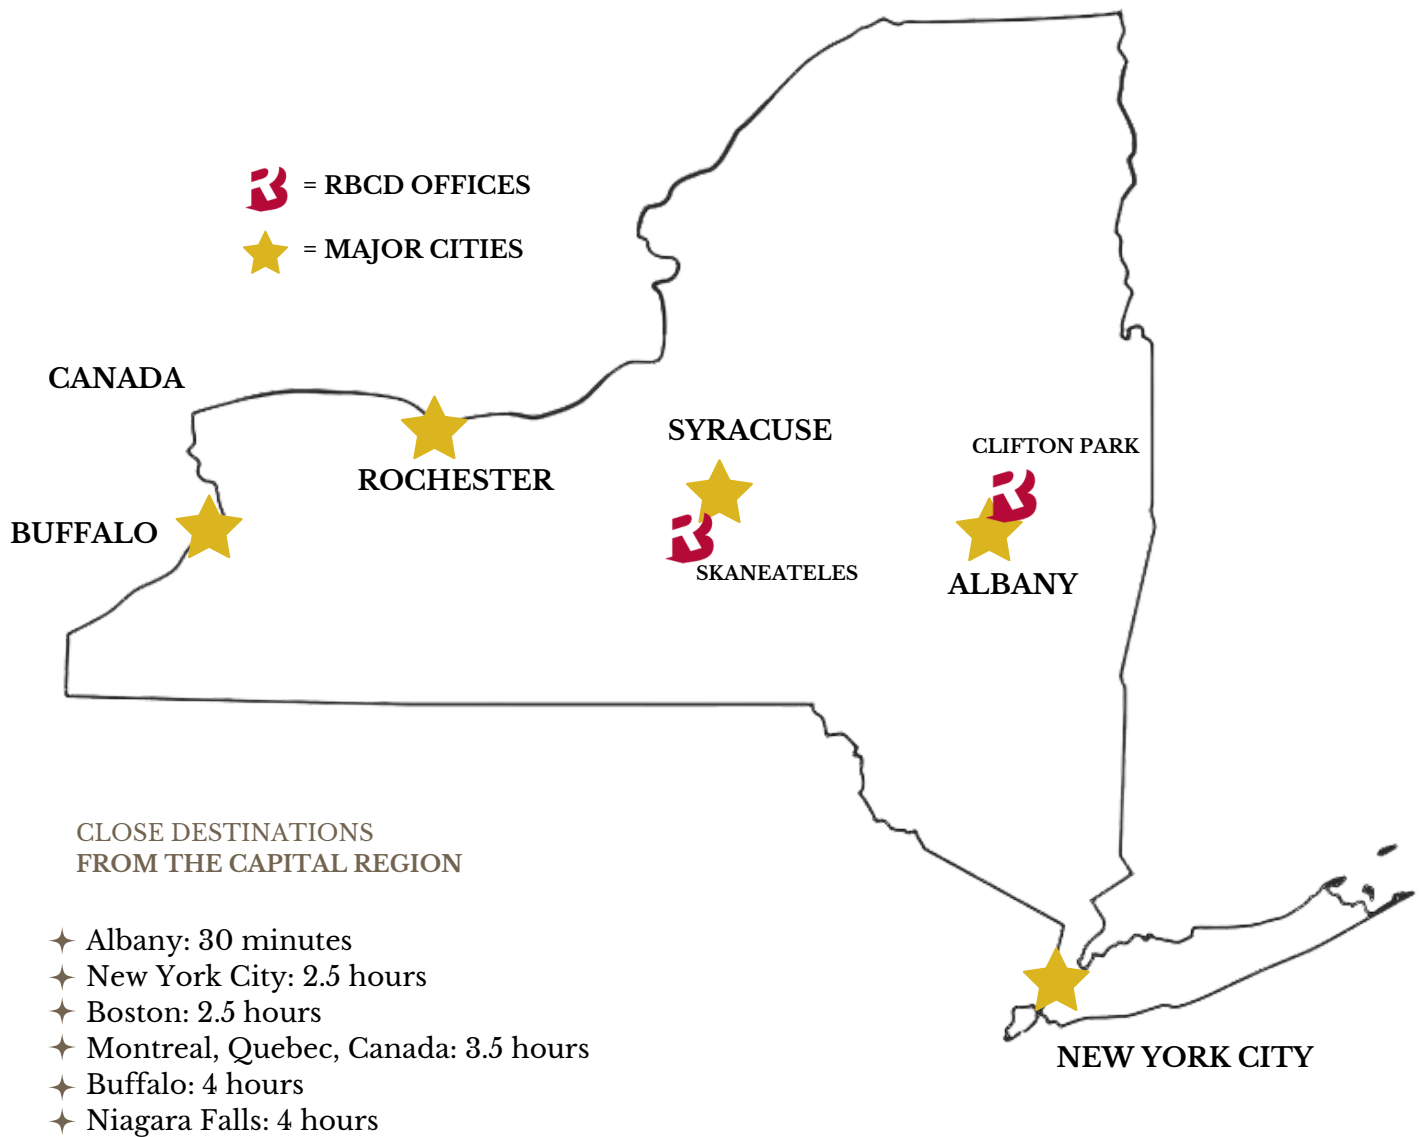 = RBCD OFFICES
= MAJOR CITIES
CANADA
SYRACUSE
CLIFTON PARK
ROCHESTER
BUFFALO
SKANEATELES
ALBANY
CLOSE DESTINATIONS
FROM THE CAPITAL REGION
Albany: 30 minutes
New York City: 2.5 hours
Boston: 2.5 hours
Montreal, Quebec, Canada: 3.5 hours
Buffalo: 4 hours
Niagara Falls: 4 hours
NEW YORK CITY